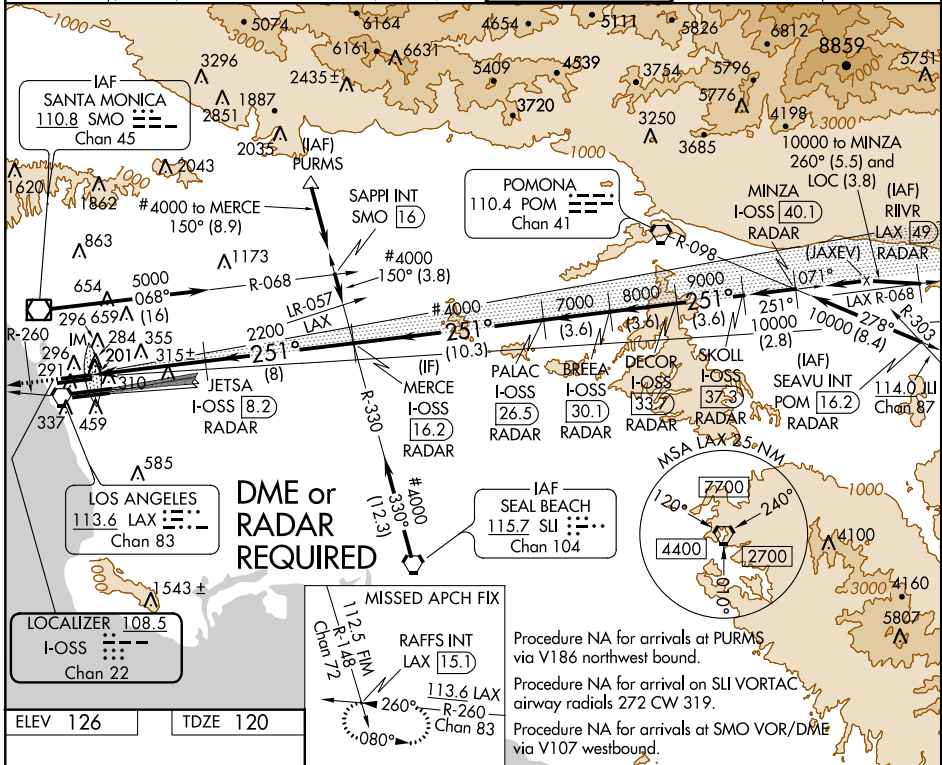 5074
6164
4654
5111
5826
6812
8859
3000
6161
6631
5751
7000
3296
2435±
5409
4539
3754
5796
5776
IAF
SANTA MONICA
110.8 SMO
Chan 45
1887
2851
3720
4198
3000
2035
3250
3685
1000
(IAF)
PURMS
10000 to MINZA
260° (5.5) and
LOC (3.8)
2043
1620
1862
1000
#4000 to MERCE
150° (8.9)
SAPPI INT
SMO 16
POMONA
110.4 POM
Chan 41
MINZA
I-OSS 40.1
RADAR
(IAF)
RIIVR
LAX 49
RADAR
863
1173
#4000
150° (3.8)
R-098
(JAXEV)
654
5000
068°
(16)
R-068
LR-057
LAX
#4000
7000
8000
9000
071°
X
LAX R-068
R-303
R-260
296
659
IM
284
355
2200
251°
251°
251°
251°
296
201
315±
(8)
(10.3)
(3.6)
(3.6)
(3.6)
10000
(2.8)
278°
10000 (8.4)
291
310
337
459
JETSA
I-OSS 8.2
RADAR
(IF)
MERCE
I-OSS
16.2
RADAR
PALAC
I-OSS
26.5
RADAR
BREEA
I-OSS
30.1
RADAR
DECOR
I-OSS
33.7
RADAR
SKOLL
I-OSS
37.3
RADAR
(IAF)
SEAVU INT
POM 16.2
RADAR
114.0 JLI
Chan 87
R-330
585
LOS ANGELES
113.6 LAX
Chan 83
DME or
RADAR
REQUIRED
#4000
330°
(12.3)
IAF
SEAL BEACH
115.7 SLI
Chan 104
MSA LAX 25 NM
7700
120°
240°
4400
2700
010°
1000
4100
3000
4160
5807
1000
1543±
LOCALIZER 108.5
I-OSS
Chan 22
MISSED APCH FIX
112.5 FIM
R-148
Chan 72
RAFFS INT
LAX 15.1
260°
113.6 LAX
R-260
Chan 83
080°
Procedure NA for arrivals at PURMS
via V186 northwest bound.
Procedure NA for arrival on SLI VORTAC
airway radials 272 CW 319.
Procedure NA for arrivals at SMO VOR/DME
via V107 westbound.
ELEV 126
TDZE 120